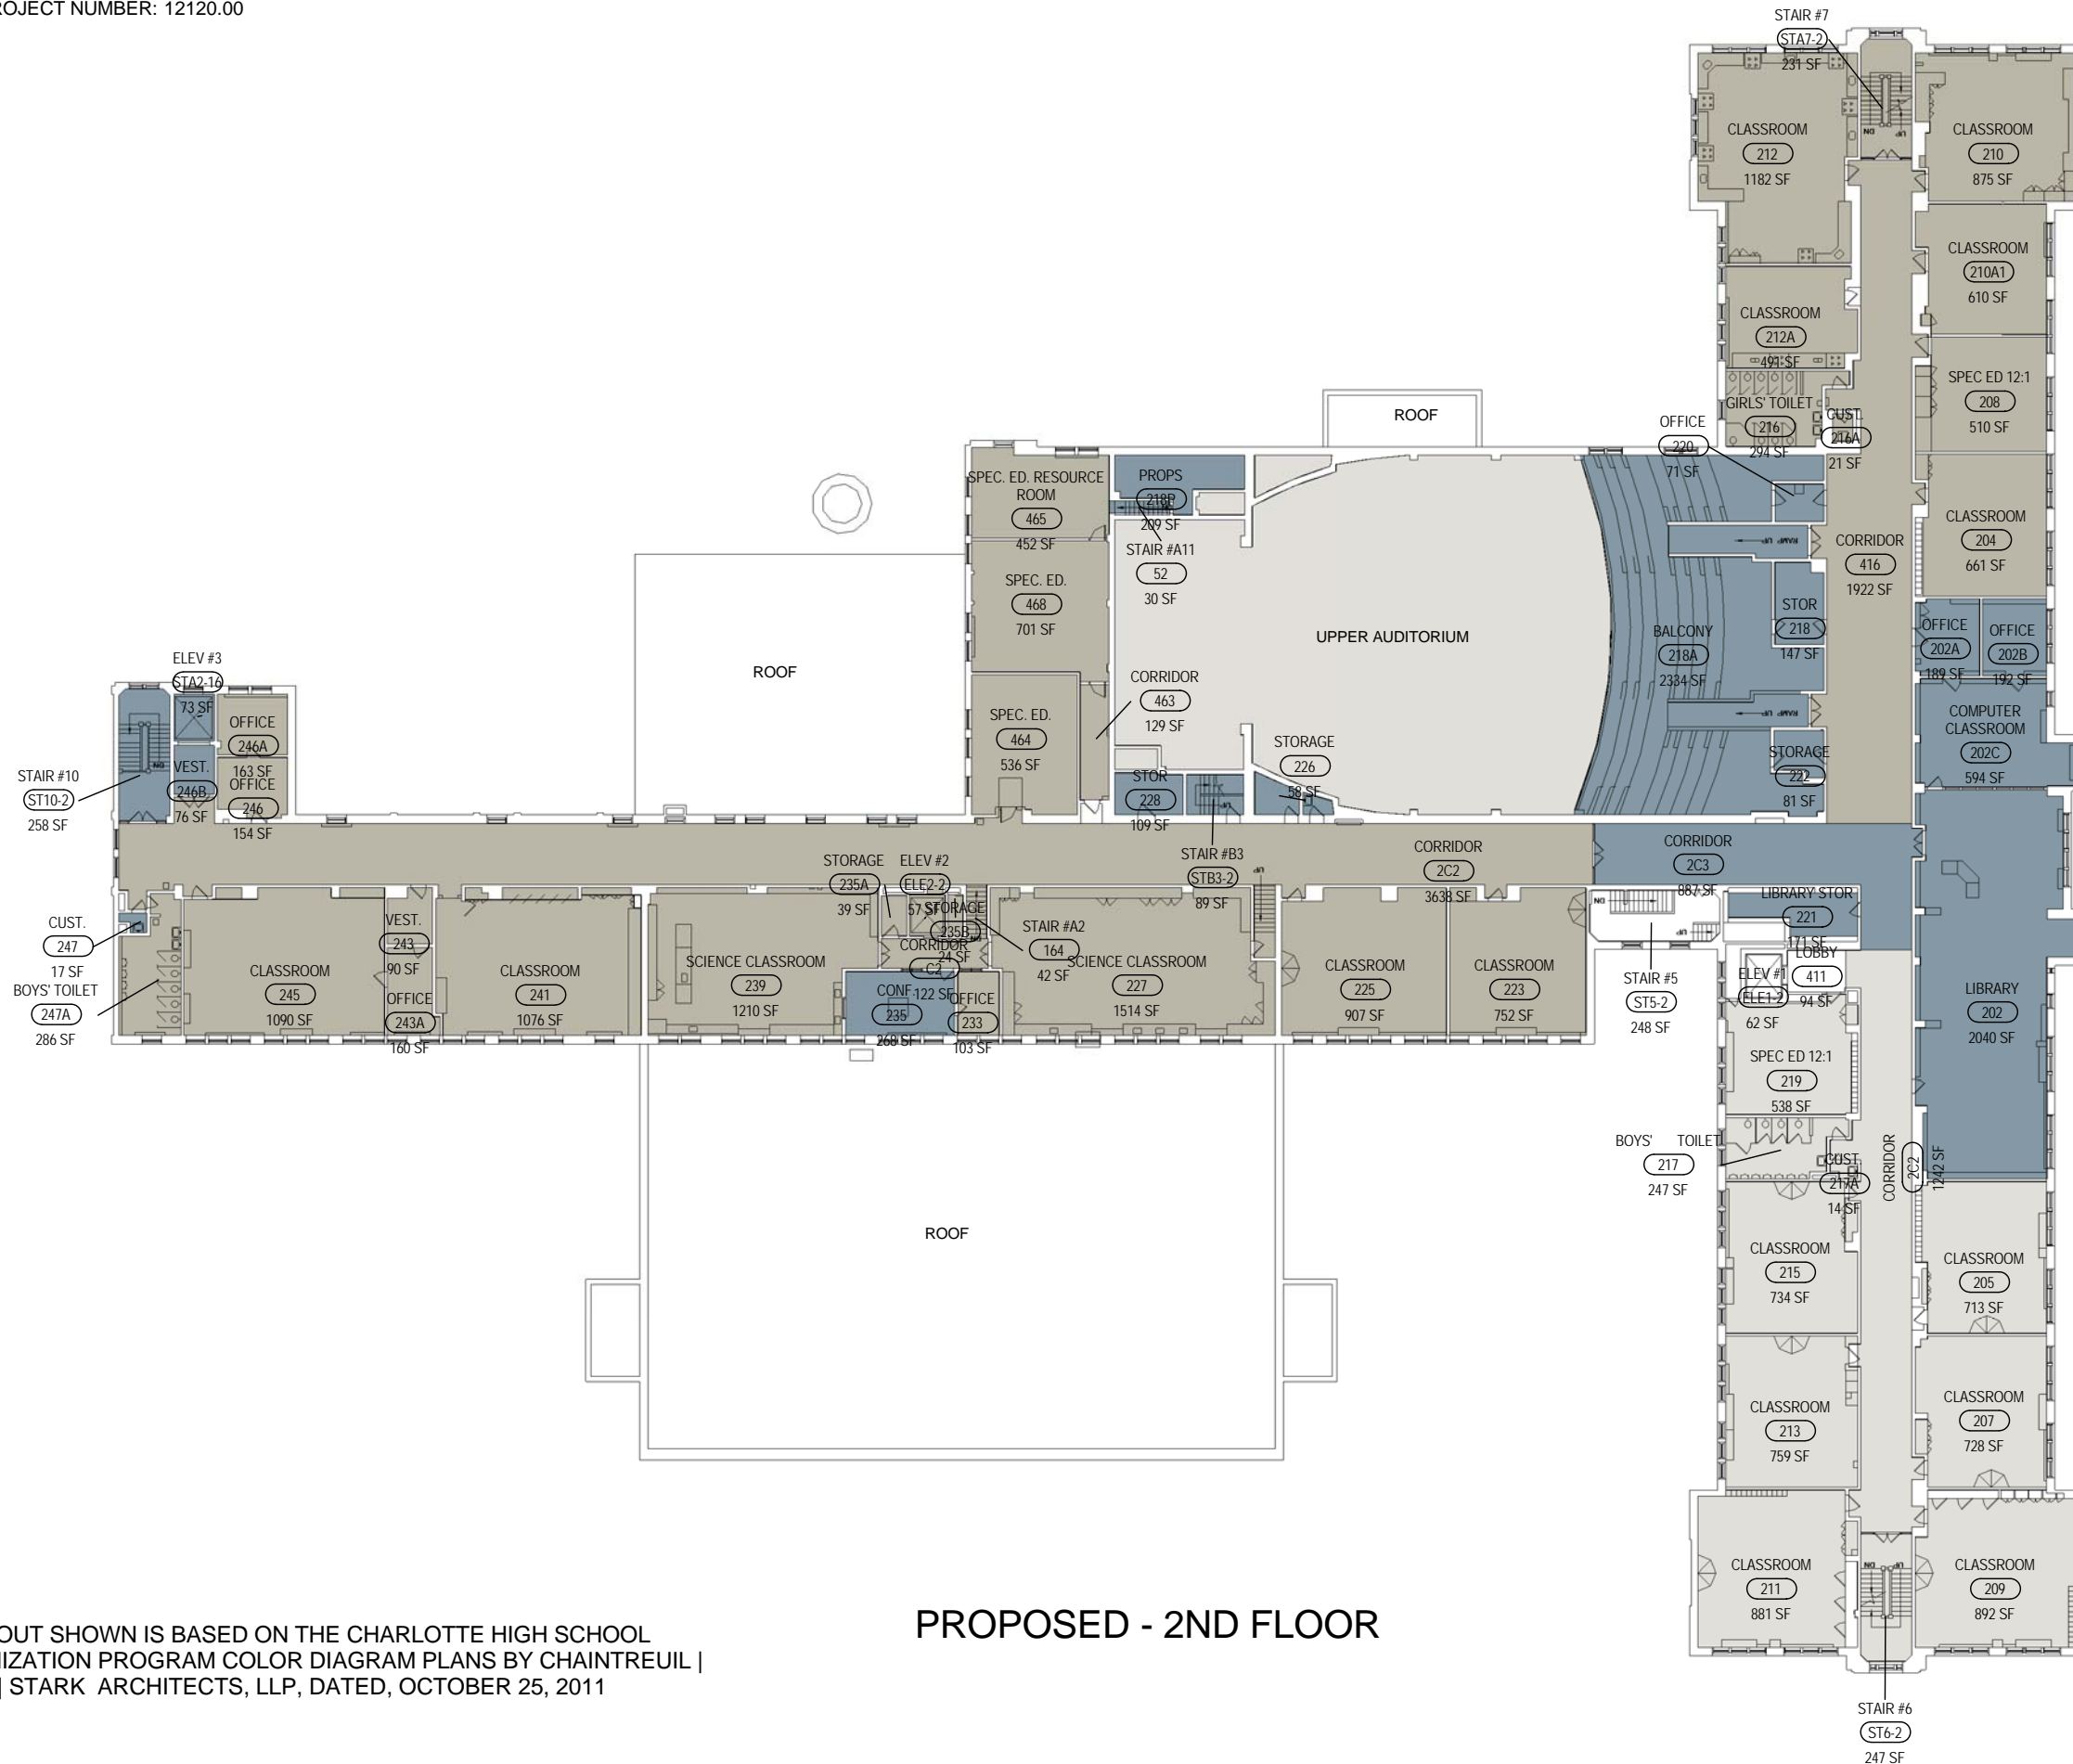 ROJECT NUMBER: 12120.00
STAIR #7
STA7-2
231 SF
CLASSROOM
212
1182 SF
UP
DN
CLASSROOM
210
875 SF
CLASSROOM
210A1
610 SF
CLASSROOM
212A
491 SF
SPEC ED 12:1
208
510 SF
GIRLS' TOILET
216
294 SF
CUST.
216A
21 SF
OFFICE
220
71 SF
ROOF
SPEC. ED. RESOURCE
ROOM
465
452 SF
PROPS
218P
209 SF
STAIR #A11
52
30 SF
SPEC. ED.
468
701 SF
CLASSROOM
204
661 SF
RAMP UP
CORRIDOR
416
1922 SF
UPPER AUDITORIUM
BALCONY
218A
2334 SF
STOR
218
147 SF
OFFICE
202A
189 SF
OFFICE
202B
192 SF
ROOF
ELEV #3
STA2-16
73 SF
OFFICE
246A
163 SF
CORRIDOR
463
129 SF
SPEC. ED.
464
536 SF
RAMP UP
COMPUTER
CLASSROOM
202C
594 SF
STAIR #10
ST10-2
258 SF
DN
VEST.
246B
76 SF
OFFICE
246
154 SF
STORAGE
226
58 SF
STOR
228
109 SF
UP
STORAGE
222
81 SF
STAIR #B3
STB3-2
89 SF
STORAGE
235A
39 SF
ELEV #2
ELE2-2
57 SF
CORRIDOR
2C2
3638 SF
CORRIDOR
2C3
887 SF
UP
CUST.
247
17 SF
BOYS' TOILET
247A
286 SF
VEST.
243
90 SF
CLASSROOM
245
1090 SF
OFFICE
243A
160 SF
CLASSROOM
241
1076 SF
SCIENCE CLASSROOM
239
1210 SF
STORAGE
235B
24 SF
CORRIDOR
C2
122 SF
CONF.
235
268 SF
OFFICE
233
103 SF
STAIR #A2
164
42 SF
SCIENCE CLASSROOM
227
1514 SF
CLASSROOM
225
907 SF
CLASSROOM
223
752 SF
DN
UP
STAIR #5
ST5-2
248 SF
LIBRARY STOR
221
171 SF
LOBBY
411
94 SF
ELEV #1
ELE1-2
62 SF
LIBRARY
202
2040 SF
SPEC ED 12:1
219
538 SF
BOYS' TOILET
217
247 SF
CUST.
217A
14 SF
CORRIDOR
2C2
1242 SF
ROOF
CLASSROOM
215
734 SF
CLASSROOM
205
713 SF
CLASSROOM
213
759 SF
CLASSROOM
207
728 SF
CLASSROOM
211
881 SF
DN
UP
CLASSROOM
209
892 SF
STAIR #6
ST6-2
247 SF
PROPOSED - 2ND FLOOR
OUT SHOWN IS BASED ON THE CHARLOTTE HIGH SCHOOL
IZATION PROGRAM COLOR DIAGRAM PLANS BY CHAINTREUIL |
| STARK ARCHITECTS, LLP, DATED, OCTOBER 25, 2011